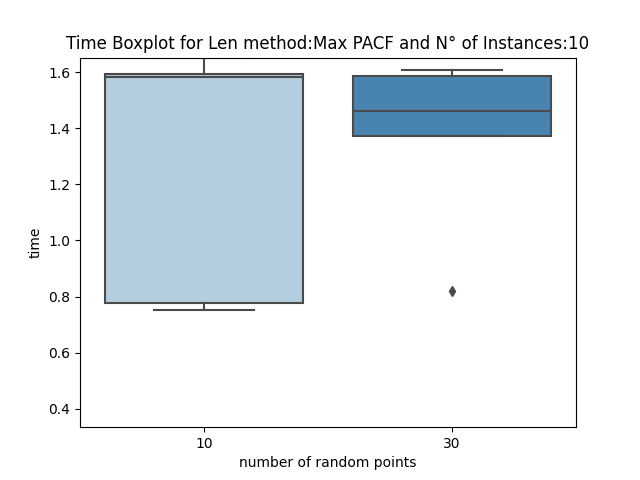 Time Boxplot for Len method:Max PACF and N° of Instances:10
1.6
1.4
1.2
1.0
0.8
0.6
0.4
time
10 30
number of random points